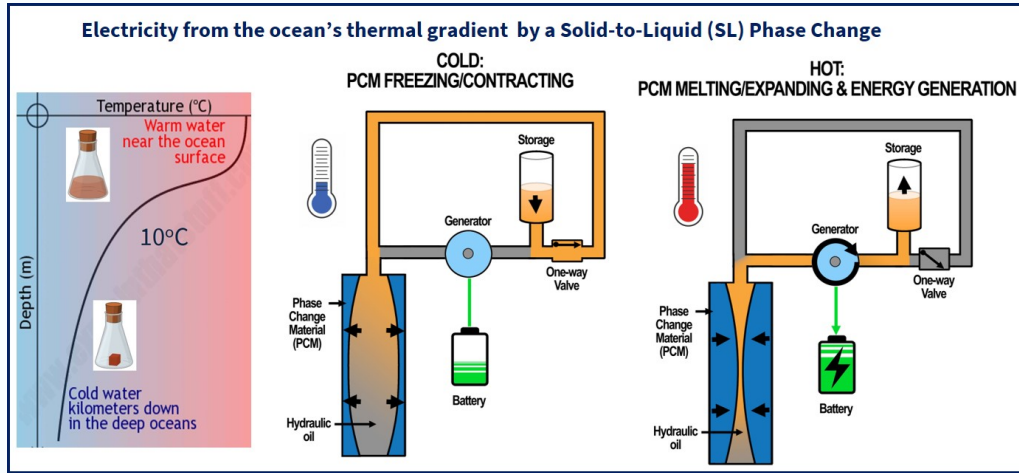 Electricity from the ocean's thermal gradient by a Solid-to-Liquid (SL) Phase Change
Temperature (°C)
Warm water
near the ocean
surface
10°C
Depth (m)
Cold water
kilometers down
in the deep oceans
COLD:
PCM FREEZING/CONTRACTING
Storage
Generator
One-way
Valve
Phase
Change
Material
(PCM)
Battery
Hydraulic
oil
HOT:
PCM MELTING/EXPANDING & ENERGY GENERATION
Storage
Generator
One-way
Valve
Phase
Change
Material
(PCM)
Battery
Hydraulic
oil